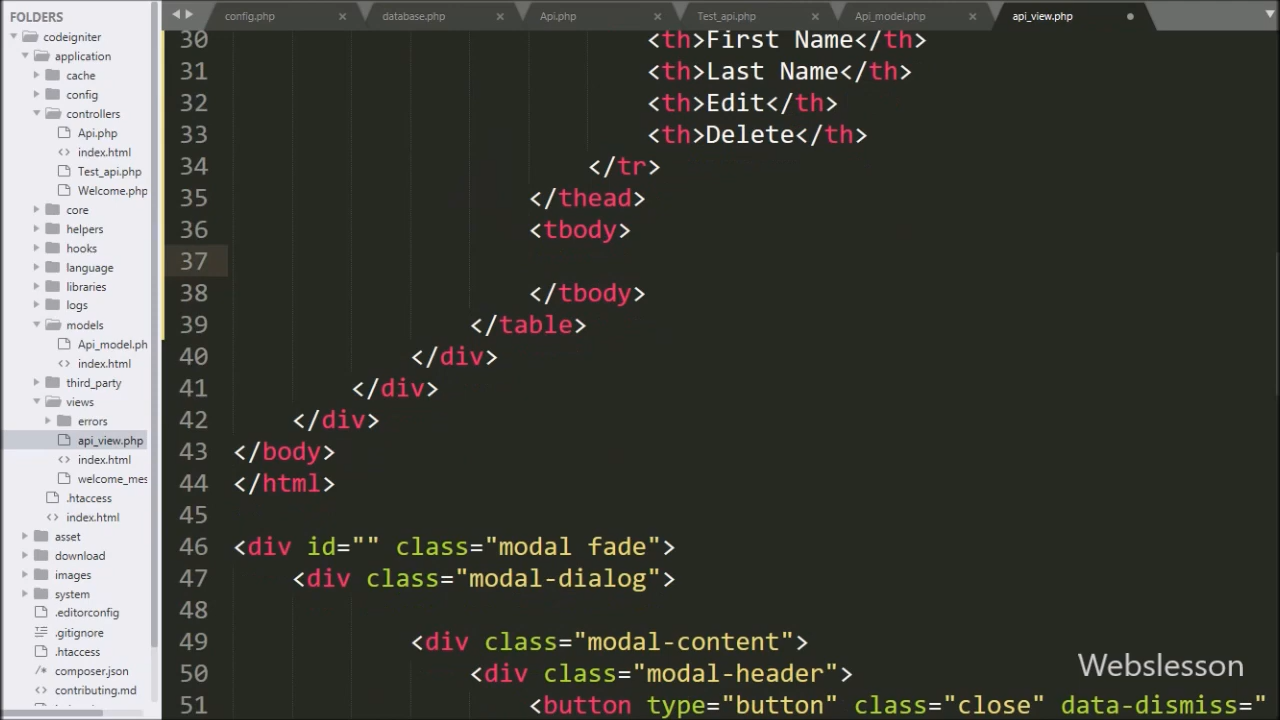 FOLDERS
codeigniter
application
cache
config
controllers
Api.php
index.html
Test_api.php
Welcome.php
core
helpers
hooks
language
libraries
logs
models
Api_model.ph
index.html
third_party
views
errors
api_view.php
index.html
welcome_mes
.htaccess
index.html
asset
download
images
system
.editorconfig
.gitignore
.htaccess
composer.json
contributing.md
config.php
database.php
Api.php
Test_api.php
Api_model.php
api_view.php
30 <th>First Name</th>
31 <th>Last Name</th>
32 <th>Edit</th>
33 <th>Delete</th>
34 </tr>
35 </thead>
36 <tbody>
37
38 </tbody>
39 </table>
40 </div>
41 </div>
42 </div>
43 </body>
44 </html>
45
46 <div id="" class="modal fade">
47 <div class="modal-dialog">
48
49 <div class="modal-content">
50 <div class="modal-header">
51 <button type="button" class="close" data-dismiss="
Webslesson